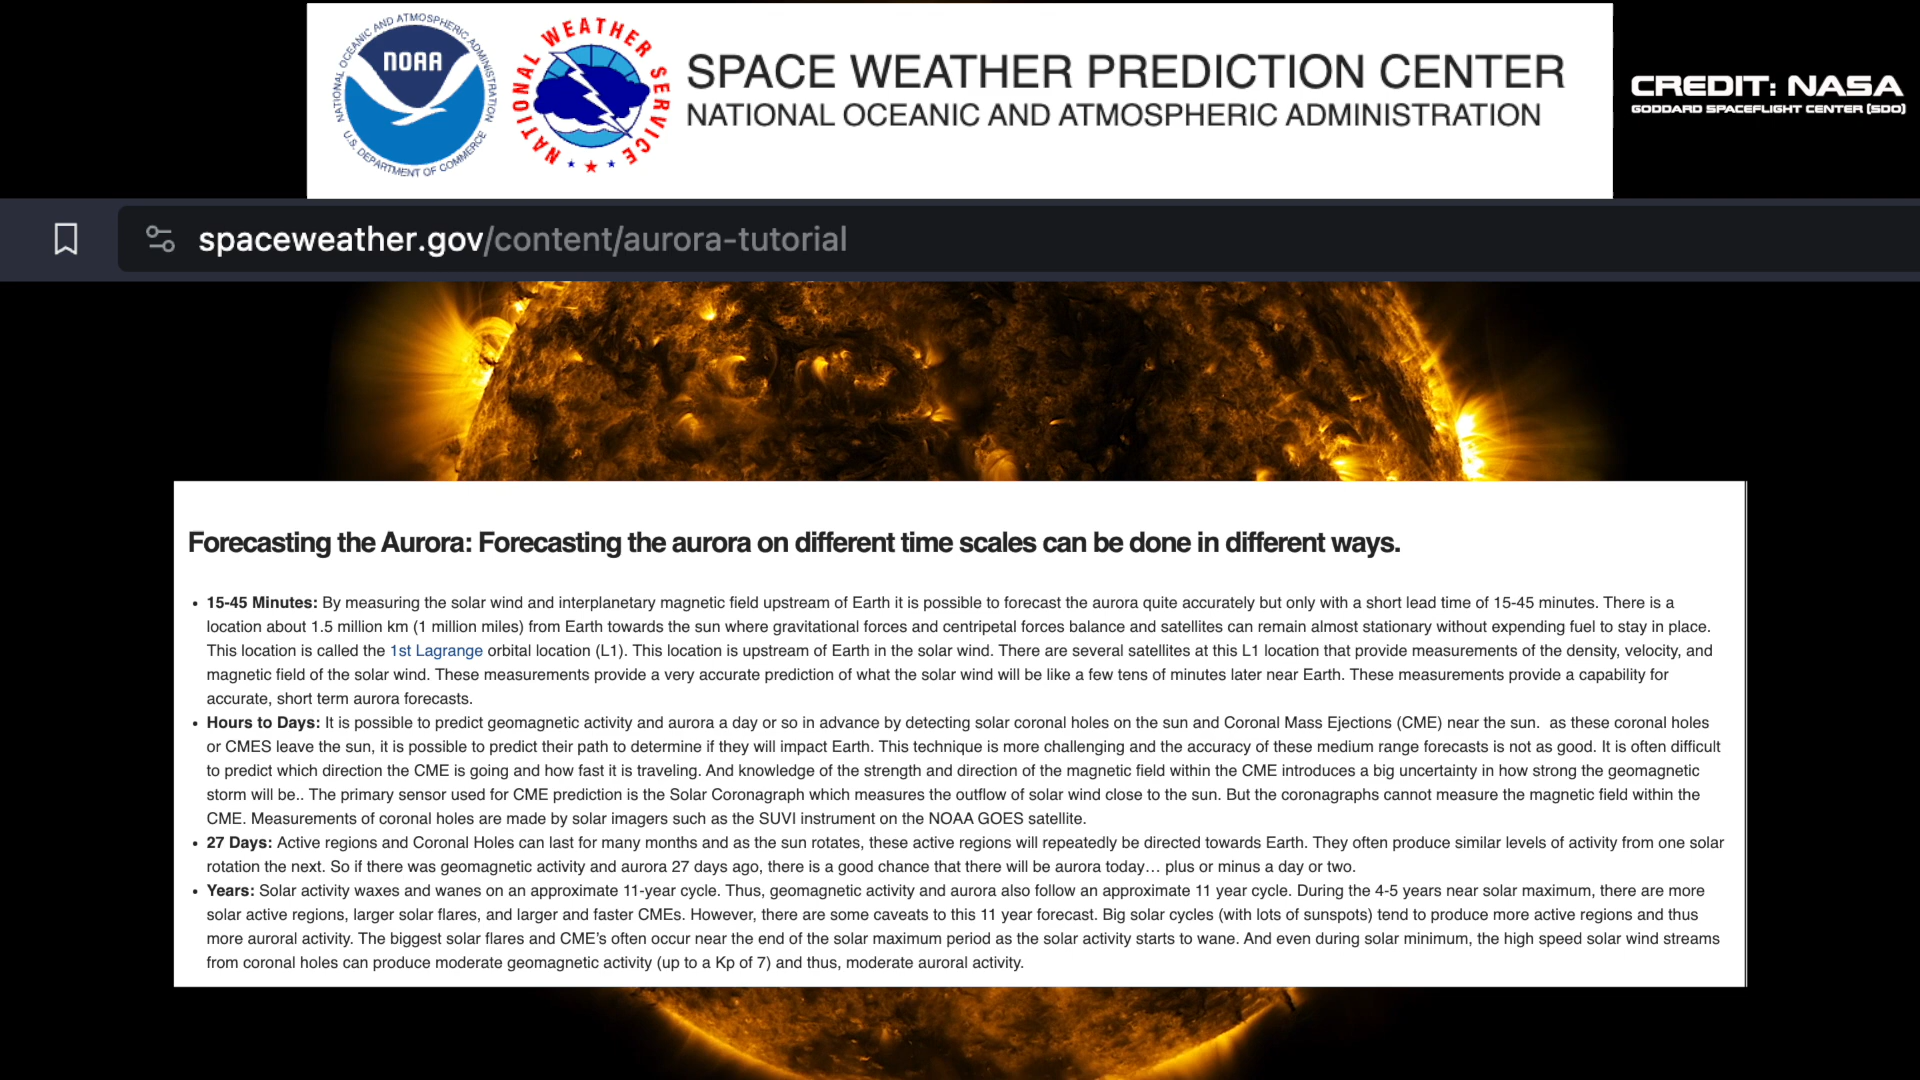 NATIONAL OCEANIC AND ATMOSPHERIC ADMINISTRATION
NOAA
U.S. DEPARTMENT OF COMMERCE
NATIONAL WEATHER SERVICE
SPACE WEATHER PREDICTION CENTER
NATIONAL OCEANIC AND ATMOSPHERIC ADMINISTRATION
CREDIT: NASA
GODDARD SPACEFLIGHT CENTER (SDO)
spaceweather.gov/content/aurora-tutorial
Forecasting the Aurora: Forecasting the aurora on different time scales can be done in different ways.
• 15-45 Minutes: By measuring the solar wind and interplanetary magnetic field upstream of Earth it is possible to forecast the aurora quite accurately but only with a short lead time of 15-45 minutes. There is a
location about 1.5 million km (1 million miles) from Earth towards the sun where gravitational forces and centripetal forces balance and satellites can remain almost stationary without expending fuel to stay in place.
This location is called the 1st Lagrange orbital location (L1). This location is upstream of Earth in the solar wind. There are several satellites at this L1 location that provide measurements of the density, velocity, and
magnetic field of the solar wind. These measurements provide a very accurate prediction of what the solar wind will be like a few tens of minutes later near Earth. These measurements provide a capability for
accurate, short term aurora forecasts.
• Hours to Days: It is possible to predict geomagnetic activity and aurora a day or so in advance by detecting solar coronal holes on the sun and Coronal Mass Ejections (CME) near the sun.  as these coronal holes
or CMES leave the sun, it is possible to predict their path to determine if they will impact Earth. This technique is more challenging and the accuracy of these medium range forecasts is not as good. It is often difficult
to predict which direction the CME is going and how fast it is traveling. And knowledge of the strength and direction of the magnetic field within the CME introduces a big uncertainty in how strong the geomagnetic
storm will be.. The primary sensor used for CME prediction is the Solar Coronagraph which measures the outflow of solar wind close to the sun. But the coronagraphs cannot measure the magnetic field within the
CME. Measurements of coronal holes are made by solar imagers such as the SUVI instrument on the NOAA GOES satellite.
• 27 Days: Active regions and Coronal Holes can last for many months and as the sun rotates, these active regions will repeatedly be directed towards Earth. They often produce similar levels of activity from one solar
rotation the next. So if there was geomagnetic activity and aurora 27 days ago, there is a good chance that there will be aurora today… plus or minus a day or two.
• Years: Solar activity waxes and wanes on an approximate 11-year cycle. Thus, geomagnetic activity and aurora also follow an approximate 11 year cycle. During the 4-5 years near solar maximum, there are more
solar active regions, larger solar flares, and larger and faster CMEs. However, there are some caveats to this 11 year forecast. Big solar cycles (with lots of sunspots) tend to produce more active regions and thus
more auroral activity. The biggest solar flares and CME's often occur near the end of the solar maximum period as the solar activity starts to wane. And even during solar minimum, the high speed solar wind streams
from coronal holes can produce moderate geomagnetic activity (up to a Kp of 7) and thus, moderate auroral activity.